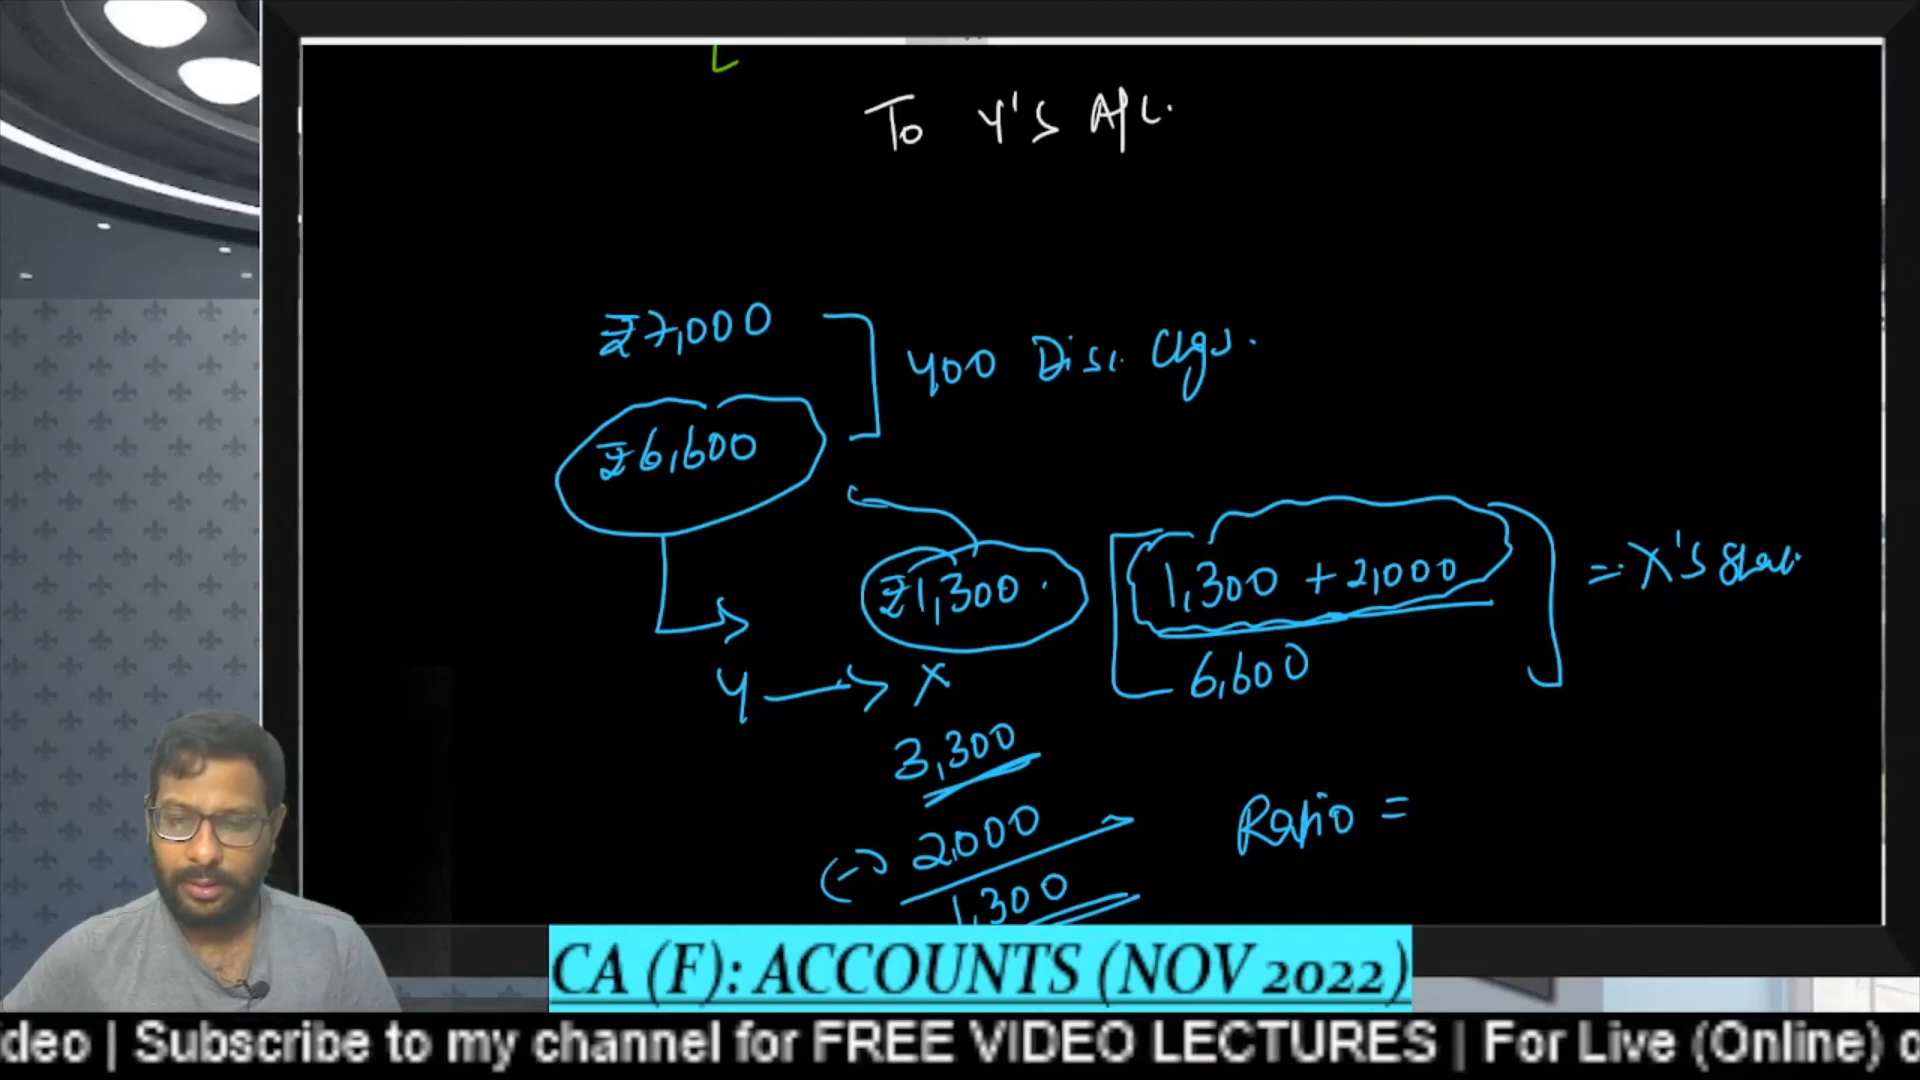 To Y's A/c.
₹7,000
400 Disc. Chgs.
₹6,600
₹1,300.
1,300 + 2,000
6,600
= X's Share
Y → X
3,300
(-) 2,000
1,300
Ratio =
CA (F): ACCOUNTS (NOV 2022)
deo | Subscribe to my channel for FREE VIDEO LECTURES | For Live (Online) o